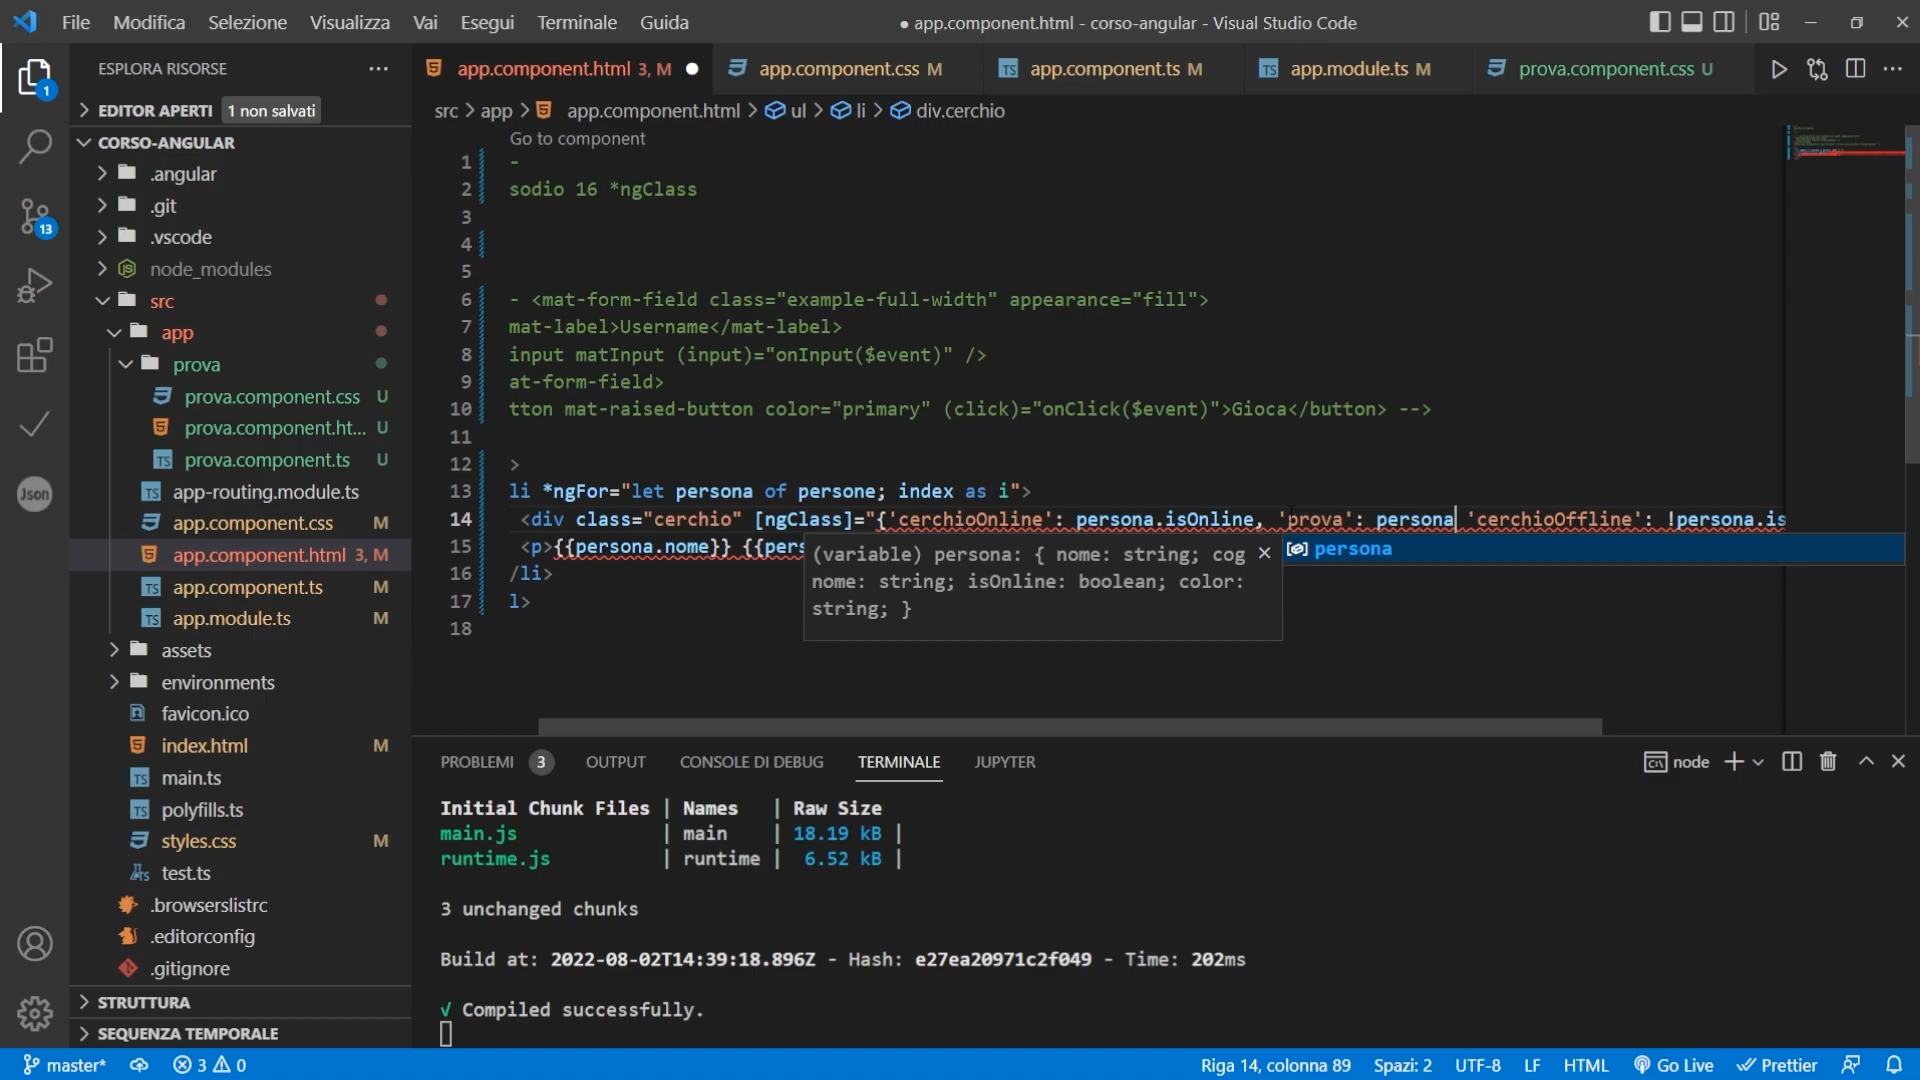 File Modifica Selezione Visualizza Vai Esegui Terminale Guida
● app.component.html - corso-angular - Visual Studio Code
ESPLORA RISORSE
EDITOR APERTI 1 non salvati
CORSO-ANGULAR
.angular
.git
.vscode
node_modules
src
app
prova
prova.component.css U
prova.component.ht... U
prova.component.ts U
app-routing.module.ts
app.component.css M
app.component.html 3, M
app.component.ts M
app.module.ts M
assets
environments
favicon.ico
index.html M
main.ts
polyfills.ts
styles.css M
test.ts
.browserslistrc
.editorconfig
.gitignore
STRUTTURA
SEQUENZA TEMPORALE
1
13
Json
app.component.html 3, M
app.component.css M
app.component.ts M
app.module.ts M
prova.component.css U
src > app > app.component.html > ul > li > div.cerchio
Go to component
1 -
2 sodio 16 *ngClass
3
4
5
6 - <mat-form-field class="example-full-width" appearance="fill">
7 mat-label>Username</mat-label>
8 input matInput (input)="onInput($event)" />
9 at-form-field>
10 tton mat-raised-button color="primary" (click)="onClick($event)">Gioca</button> -->
11
12 >
13 li *ngFor="let persona of persone; index as i">
14 <div class="cerchio" [ngClass]="{'cerchioOnline': persona.isOnline, 'prova': persona 'cerchioOffline': !persona.is
15 <p>{{persona.nome}} {{pers
16 /li>
17 l>
18
(variable) persona: { nome: string; cog
nome: string; isOnline: boolean; color:
string; }
persona
PROBLEMI 3 OUTPUT CONSOLE DI DEBUG TERMINALE JUPYTER
node
Initial Chunk Files | Names | Raw Size
main.js | main | 18.19 kB |
runtime.js | runtime | 6.52 kB |
3 unchanged chunks
Build at: 2022-08-02T14:39:18.896Z - Hash: e27ea20971c2f049 - Time: 202ms
√ Compiled successfully.
master* 3 0
Riga 14, colonna 89 Spazi: 2 UTF-8 LF HTML Go Live Prettier